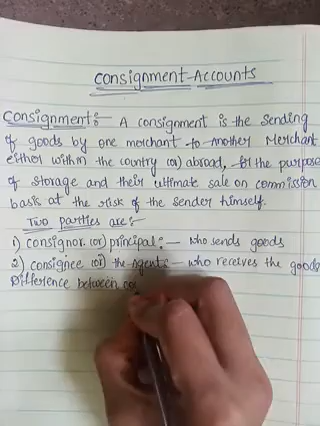 Consignment Accounts
Consignment:- A consignment is the sending
of goods by one merchant to another Merchant
either within the country (or) abroad, for the purpose
of storage and their ultimate sale on commission
basis at the risk of the sender himself.
Two parties are:-
1) consignor (or) principal:- who sends goods
2) consignee (or) the agents - who receives the goods
Difference between co